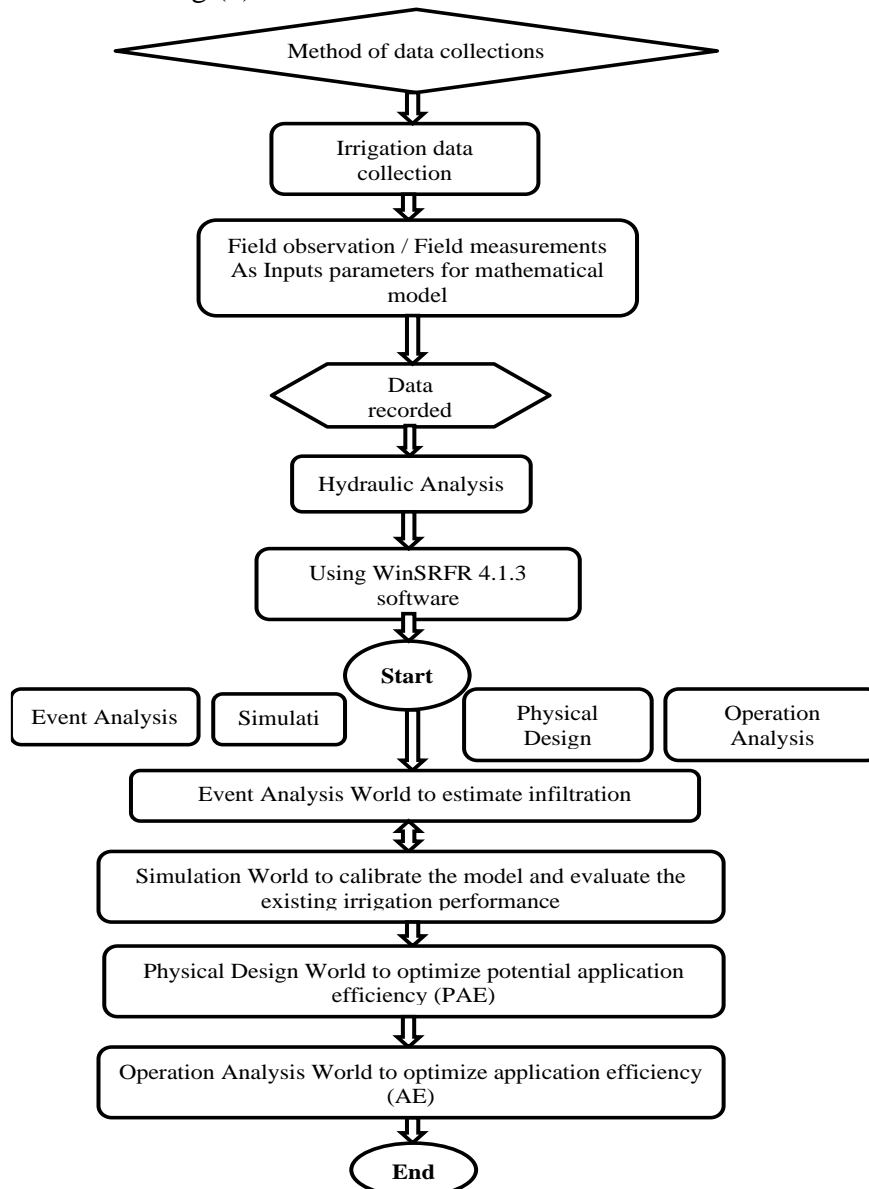 Method of data collections
Irrigation data
collection
Field observation / Field measurements
As Inputs parameters for mathematical
model
Data
recorded
Hydraulic Analysis
Using WinSRFR 4.1.3
software
Start
Event Analysis
Simulati
Physical
Design
Operation
Analysis
Event Analysis World to estimate infiltration
Simulation World to calibrate the model and evaluate the
existing irrigation performance
Physical Design World to optimize potential application
efficiency (PAE)
Operation Analysis World to optimize application efficiency
(AE)
End